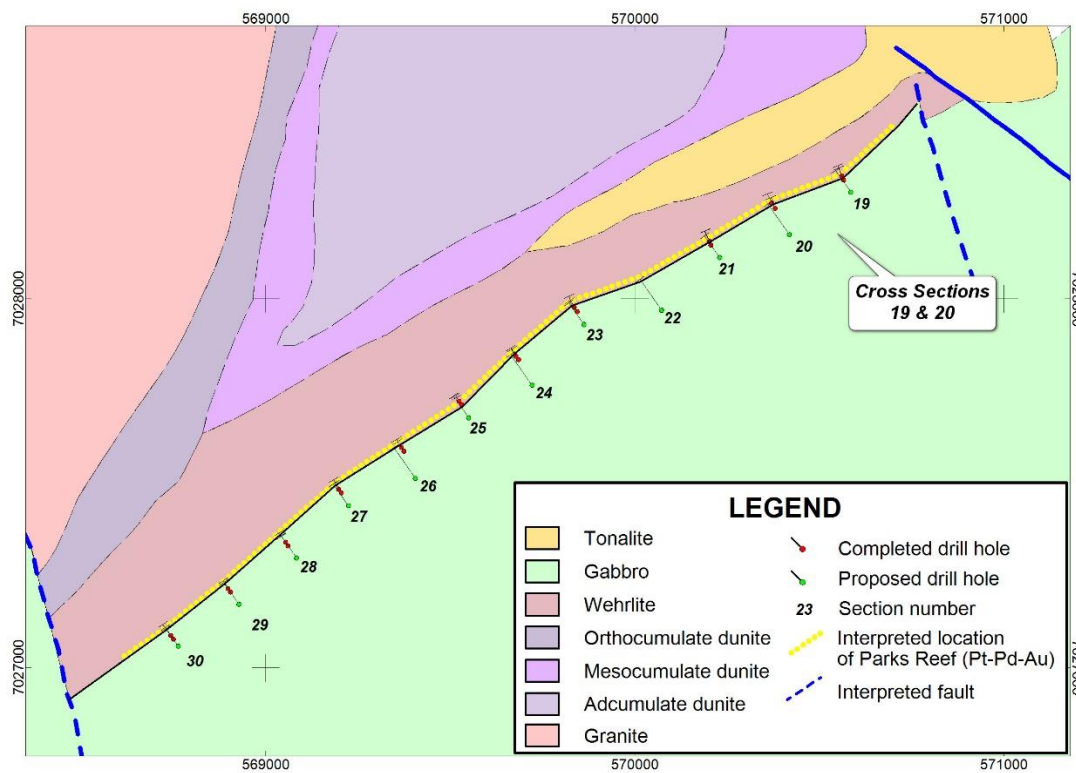 569000
570000
571000
19
20
21
22
23
24
25
26
27
28
29
30
Cross Sections
19 & 20
7028000
7028000
7027000
7027000
LEGEND
Tonalite
Gabbro
Wehrlite
Orthocumulate dunite
Mesocumulate dunite
Adcumulate dunite
Granite
Completed drill hole
Proposed drill hole
23 Section number
Interpreted location
of Parks Reef (Pt-Pd-Au)
Interpreted fault
569000
570000
571000